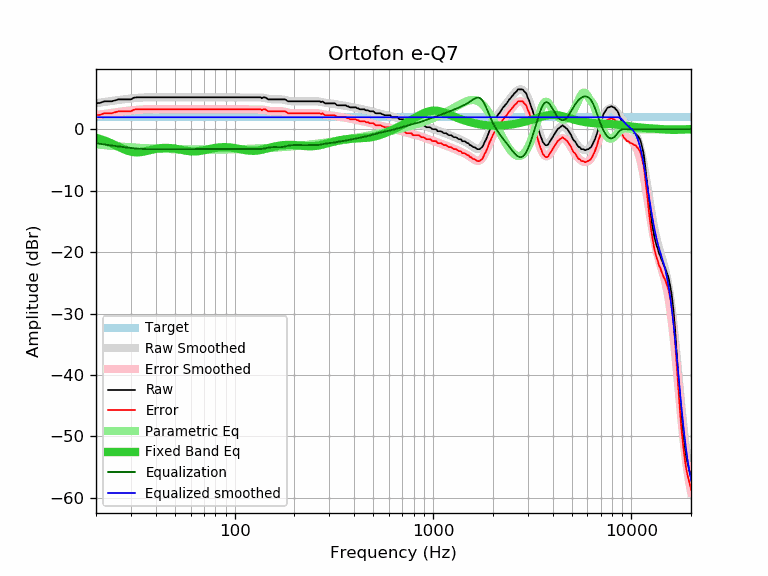 Ortofon e-Q7
Amplitude (dBr)
0
−10
−20
−30
−40
−50
−60
Target
Raw Smoothed
Error Smoothed
Raw
Error
Parametric Eq
Fixed Band Eq
Equalization
Equalized smoothed
100
1000
10000
Frequency (Hz)